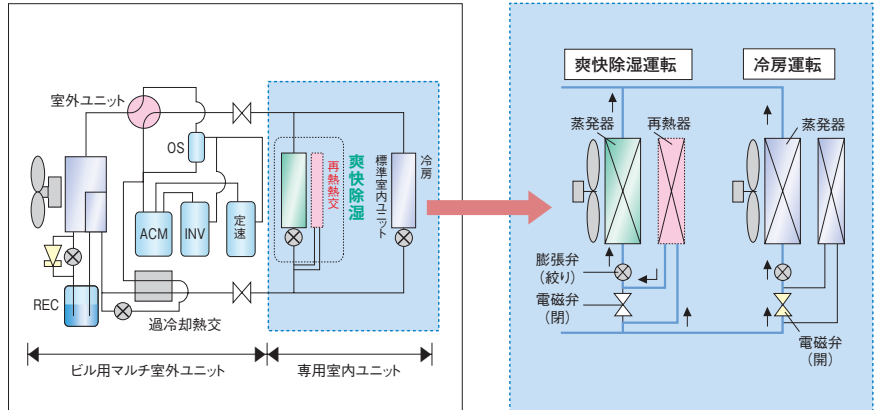 室外ユニット
OS
ACM
INV
定速
REC
過冷却熱交
再熱熱交
爽快除湿
標準室内ユニット
冷房
ビル用マルチ室外ユニット
専用室内ユニット
爽快除湿運転
冷房運転
蒸発器
再熱器
蒸発器
膨張弁
(絞り)
電磁弁
(閉)
電磁弁
(開)